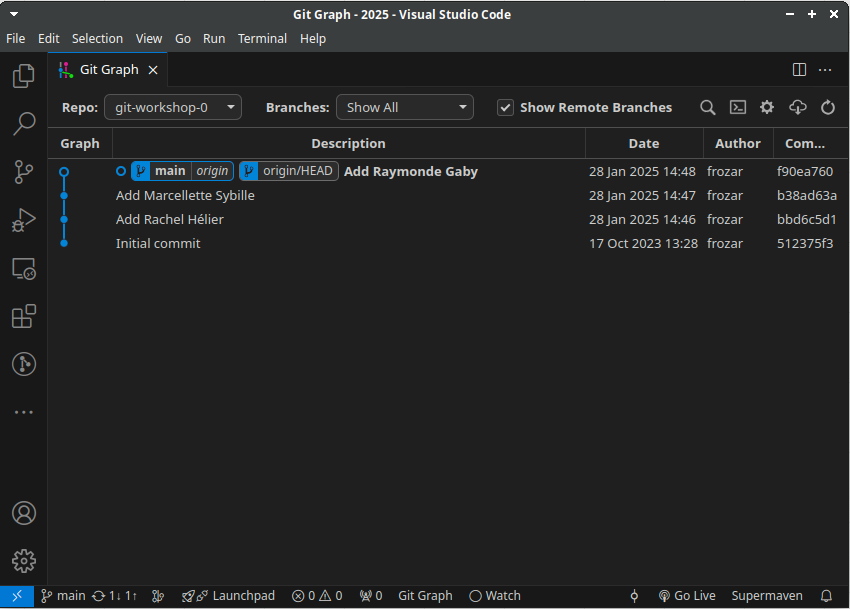 Git Graph - 2025 - Visual Studio Code
File Edit Selection View Go Run Terminal Help
Git Graph
Repo: git-workshop-0 Branches: Show All Show Remote Branches
Graph Description Date Author Com...
main origin origin/HEAD Add Raymonde Gaby 28 Jan 2025 14:48 frozar f90ea760
Add Marcellette Sybille 28 Jan 2025 14:47 frozar b38ad63a
Add Rachel Hélier 28 Jan 2025 14:46 frozar bbd6c5d1
Initial commit 17 Oct 2023 13:28 frozar 512375f3
main 1↓ 1↑ Launchpad 0 0 0 Git Graph Watch Go Live Supermaven